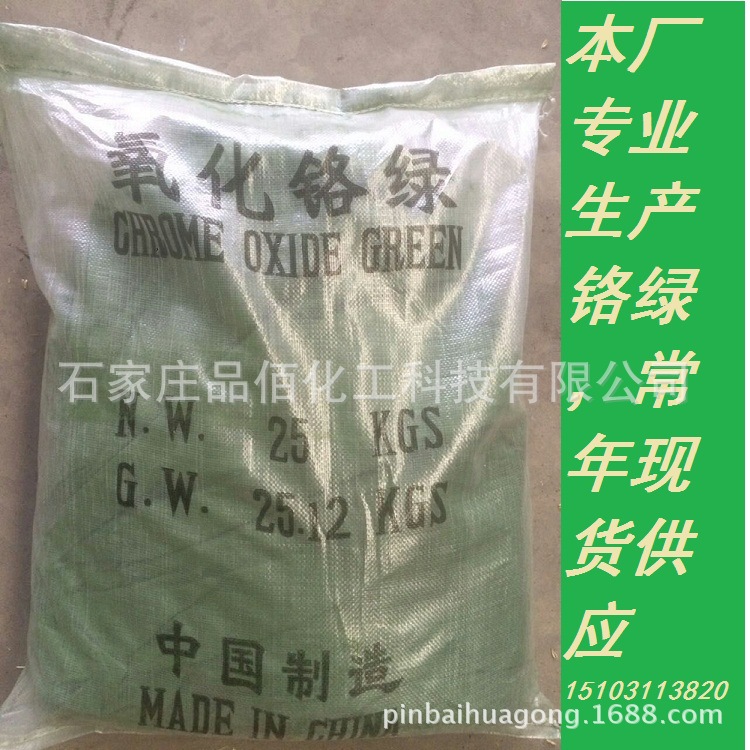 氧化铬绿
CHROME OXIDE GREEN
石家庄品佰化工科技有限公司
N.W. 25 KGS
G.W. 25.12 KGS
中国制造
MADE IN CHINA
pinbaihuagong.1688.com
本厂
专业
生产
铬绿
，常
年现
货供
应
15103113820